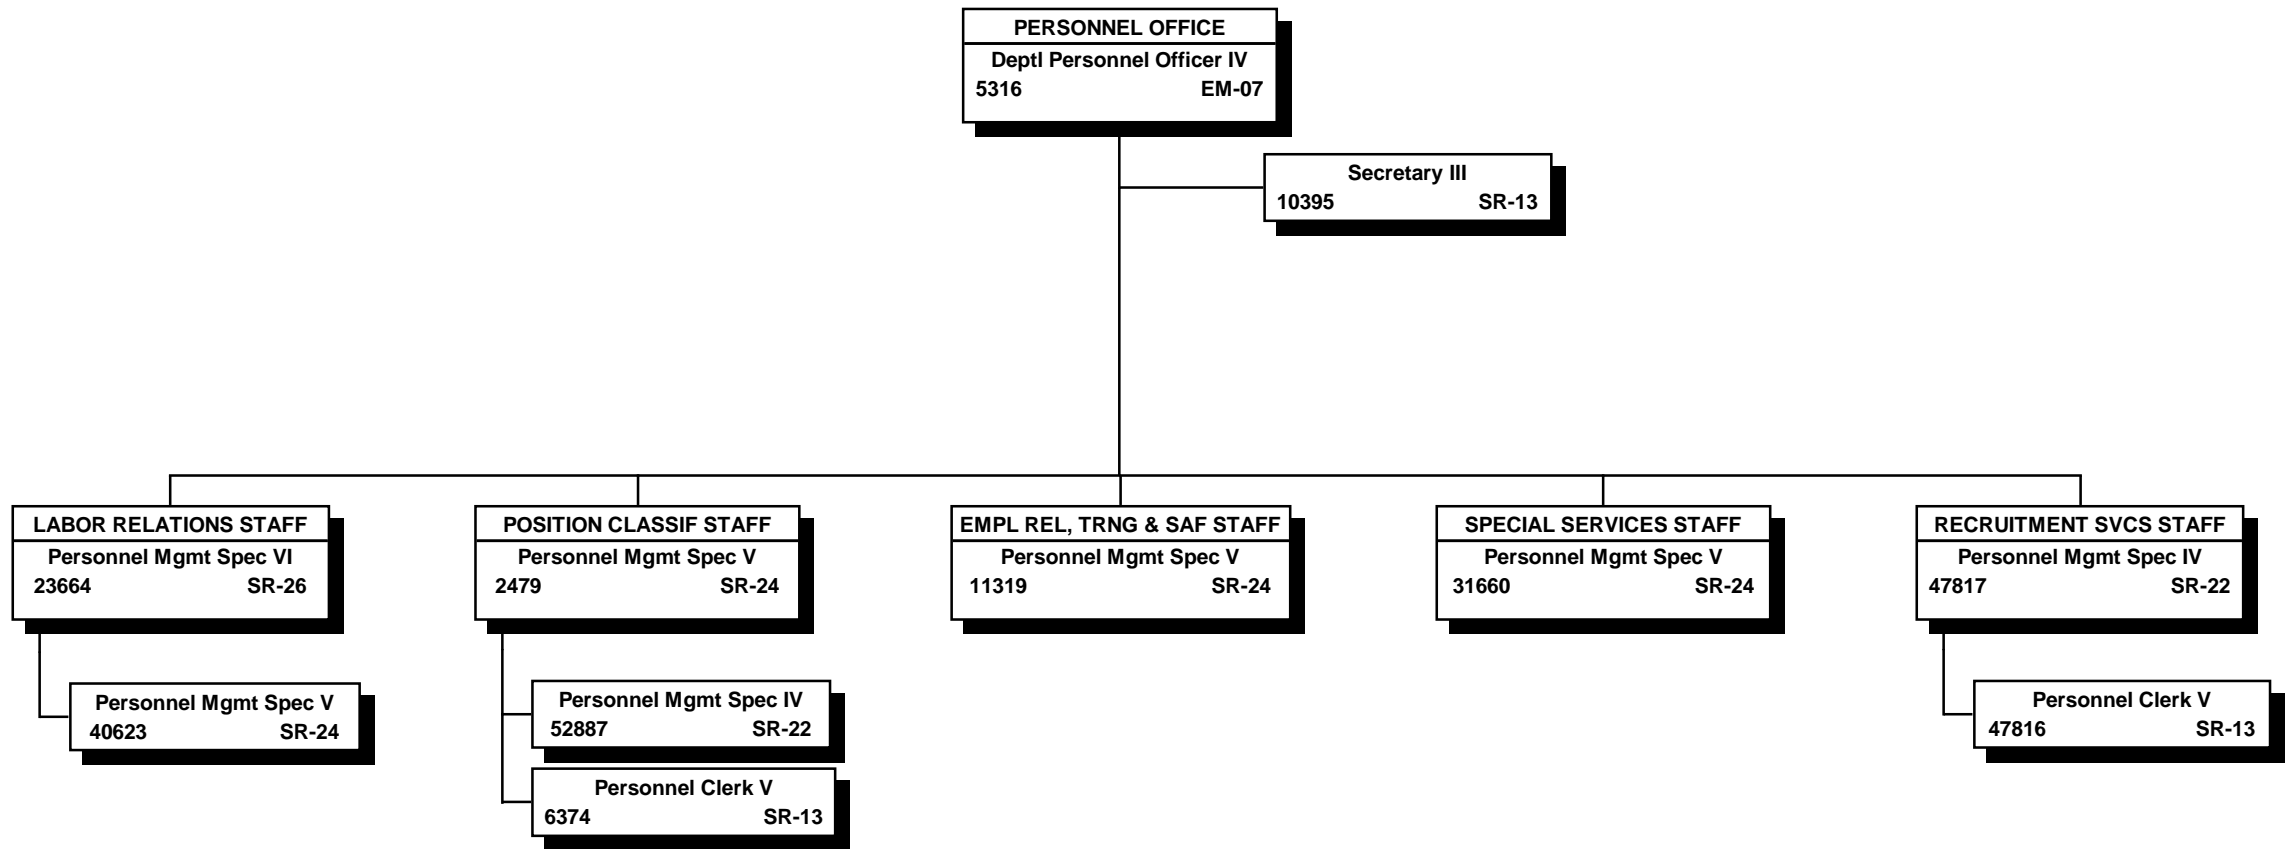 PERSONNEL OFFICE
Deptl Personnel Officer IV
5316 EM-07
Secretary III
10395 SR-13
LABOR RELATIONS STAFF
Personnel Mgmt Spec VI
23664 SR-26
Personnel Mgmt Spec V
40623 SR-24
POSITION CLASSIF STAFF
Personnel Mgmt Spec V
2479 SR-24
Personnel Mgmt Spec IV
52887 SR-22
Personnel Clerk V
6374 SR-13
EMPL REL, TRNG & SAF STAFF
Personnel Mgmt Spec V
11319 SR-24
SPECIAL SERVICES STAFF
Personnel Mgmt Spec V
31660 SR-24
RECRUITMENT SVCS STAFF
Personnel Mgmt Spec IV
47817 SR-22
Personnel Clerk V
47816 SR-13